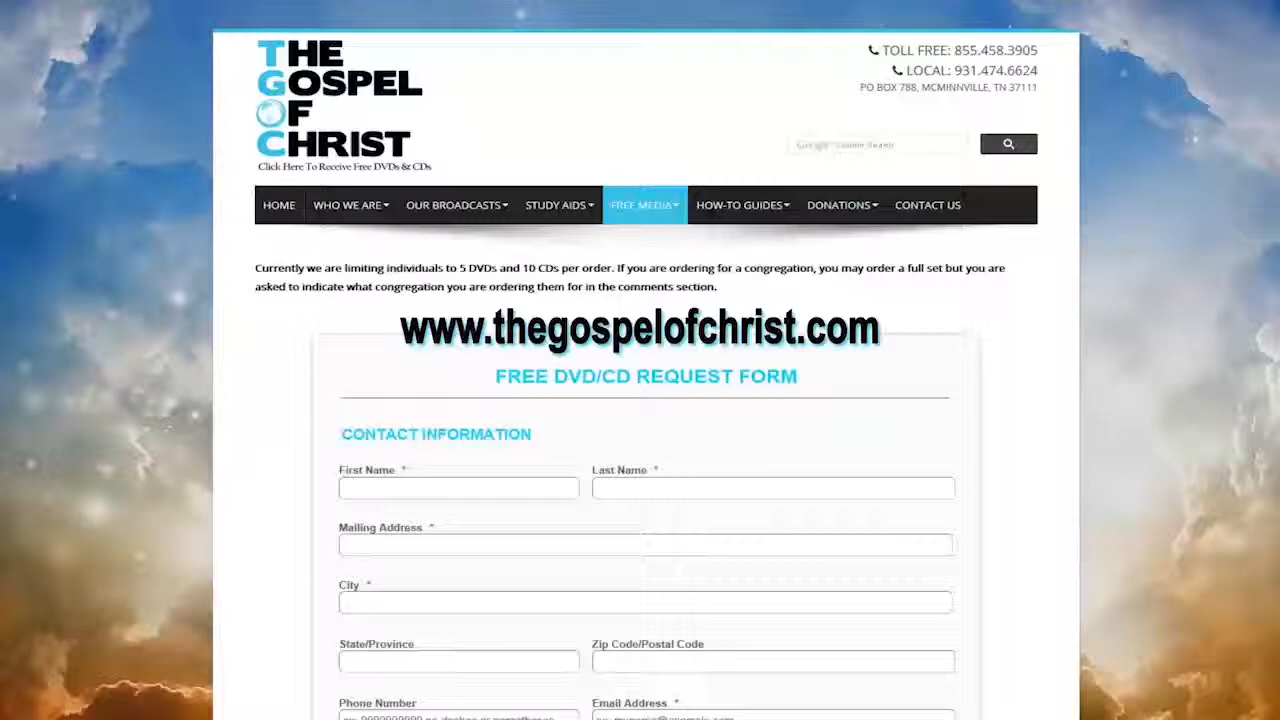 THE
GOSPEL
OF
CHRIST
Click Here To Receive Free DVDs & CDs
TOLL FREE: 855.458.3905
LOCAL: 931.474.6624
PO BOX 788, MCMINNVILLE, TN 37111
HOME WHO WE ARE OUR BROADCASTS STUDY AIDS FREE MEDIA HOW-TO GUIDES DONATIONS CONTACT US
Currently we are limiting individuals to 5 DVDs and 10 CDs per order. If you are ordering for a congregation, you may order a full set but you are
asked to indicate what congregation you are ordering them for in the comments section.
www.thegospelofchrist.com
FREE DVD/CD REQUEST FORM
CONTACT INFORMATION
First Name * Last Name *
Mailing Address *
City *
State/Province Zip Code/Postal Code
Phone Number Email Address *